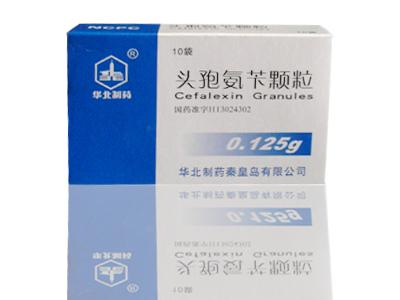 NCPC
10袋
®
华北制药
头孢氨苄颗粒
Cefalexin Granules
国药准字H13024302
0.125g
华北制药秦皇岛有限公司